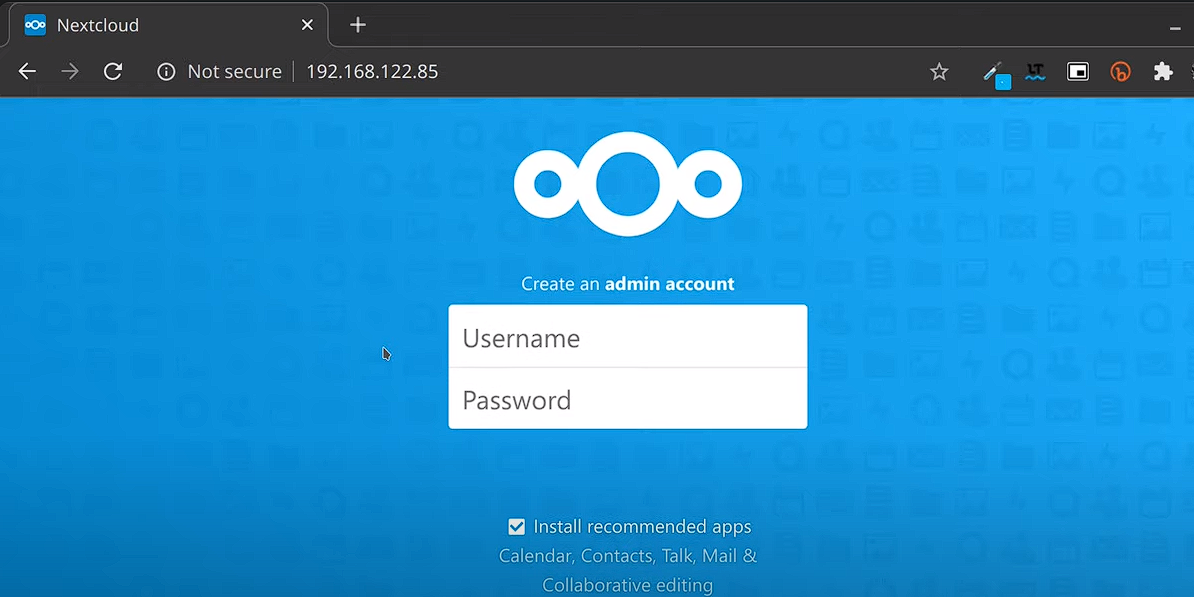 Nextcloud
Not secure 192.168.122.85
LT
Create an admin account
Username
Password
Install recommended apps
Calendar, Contacts, Talk, Mail &
Collaborative editing